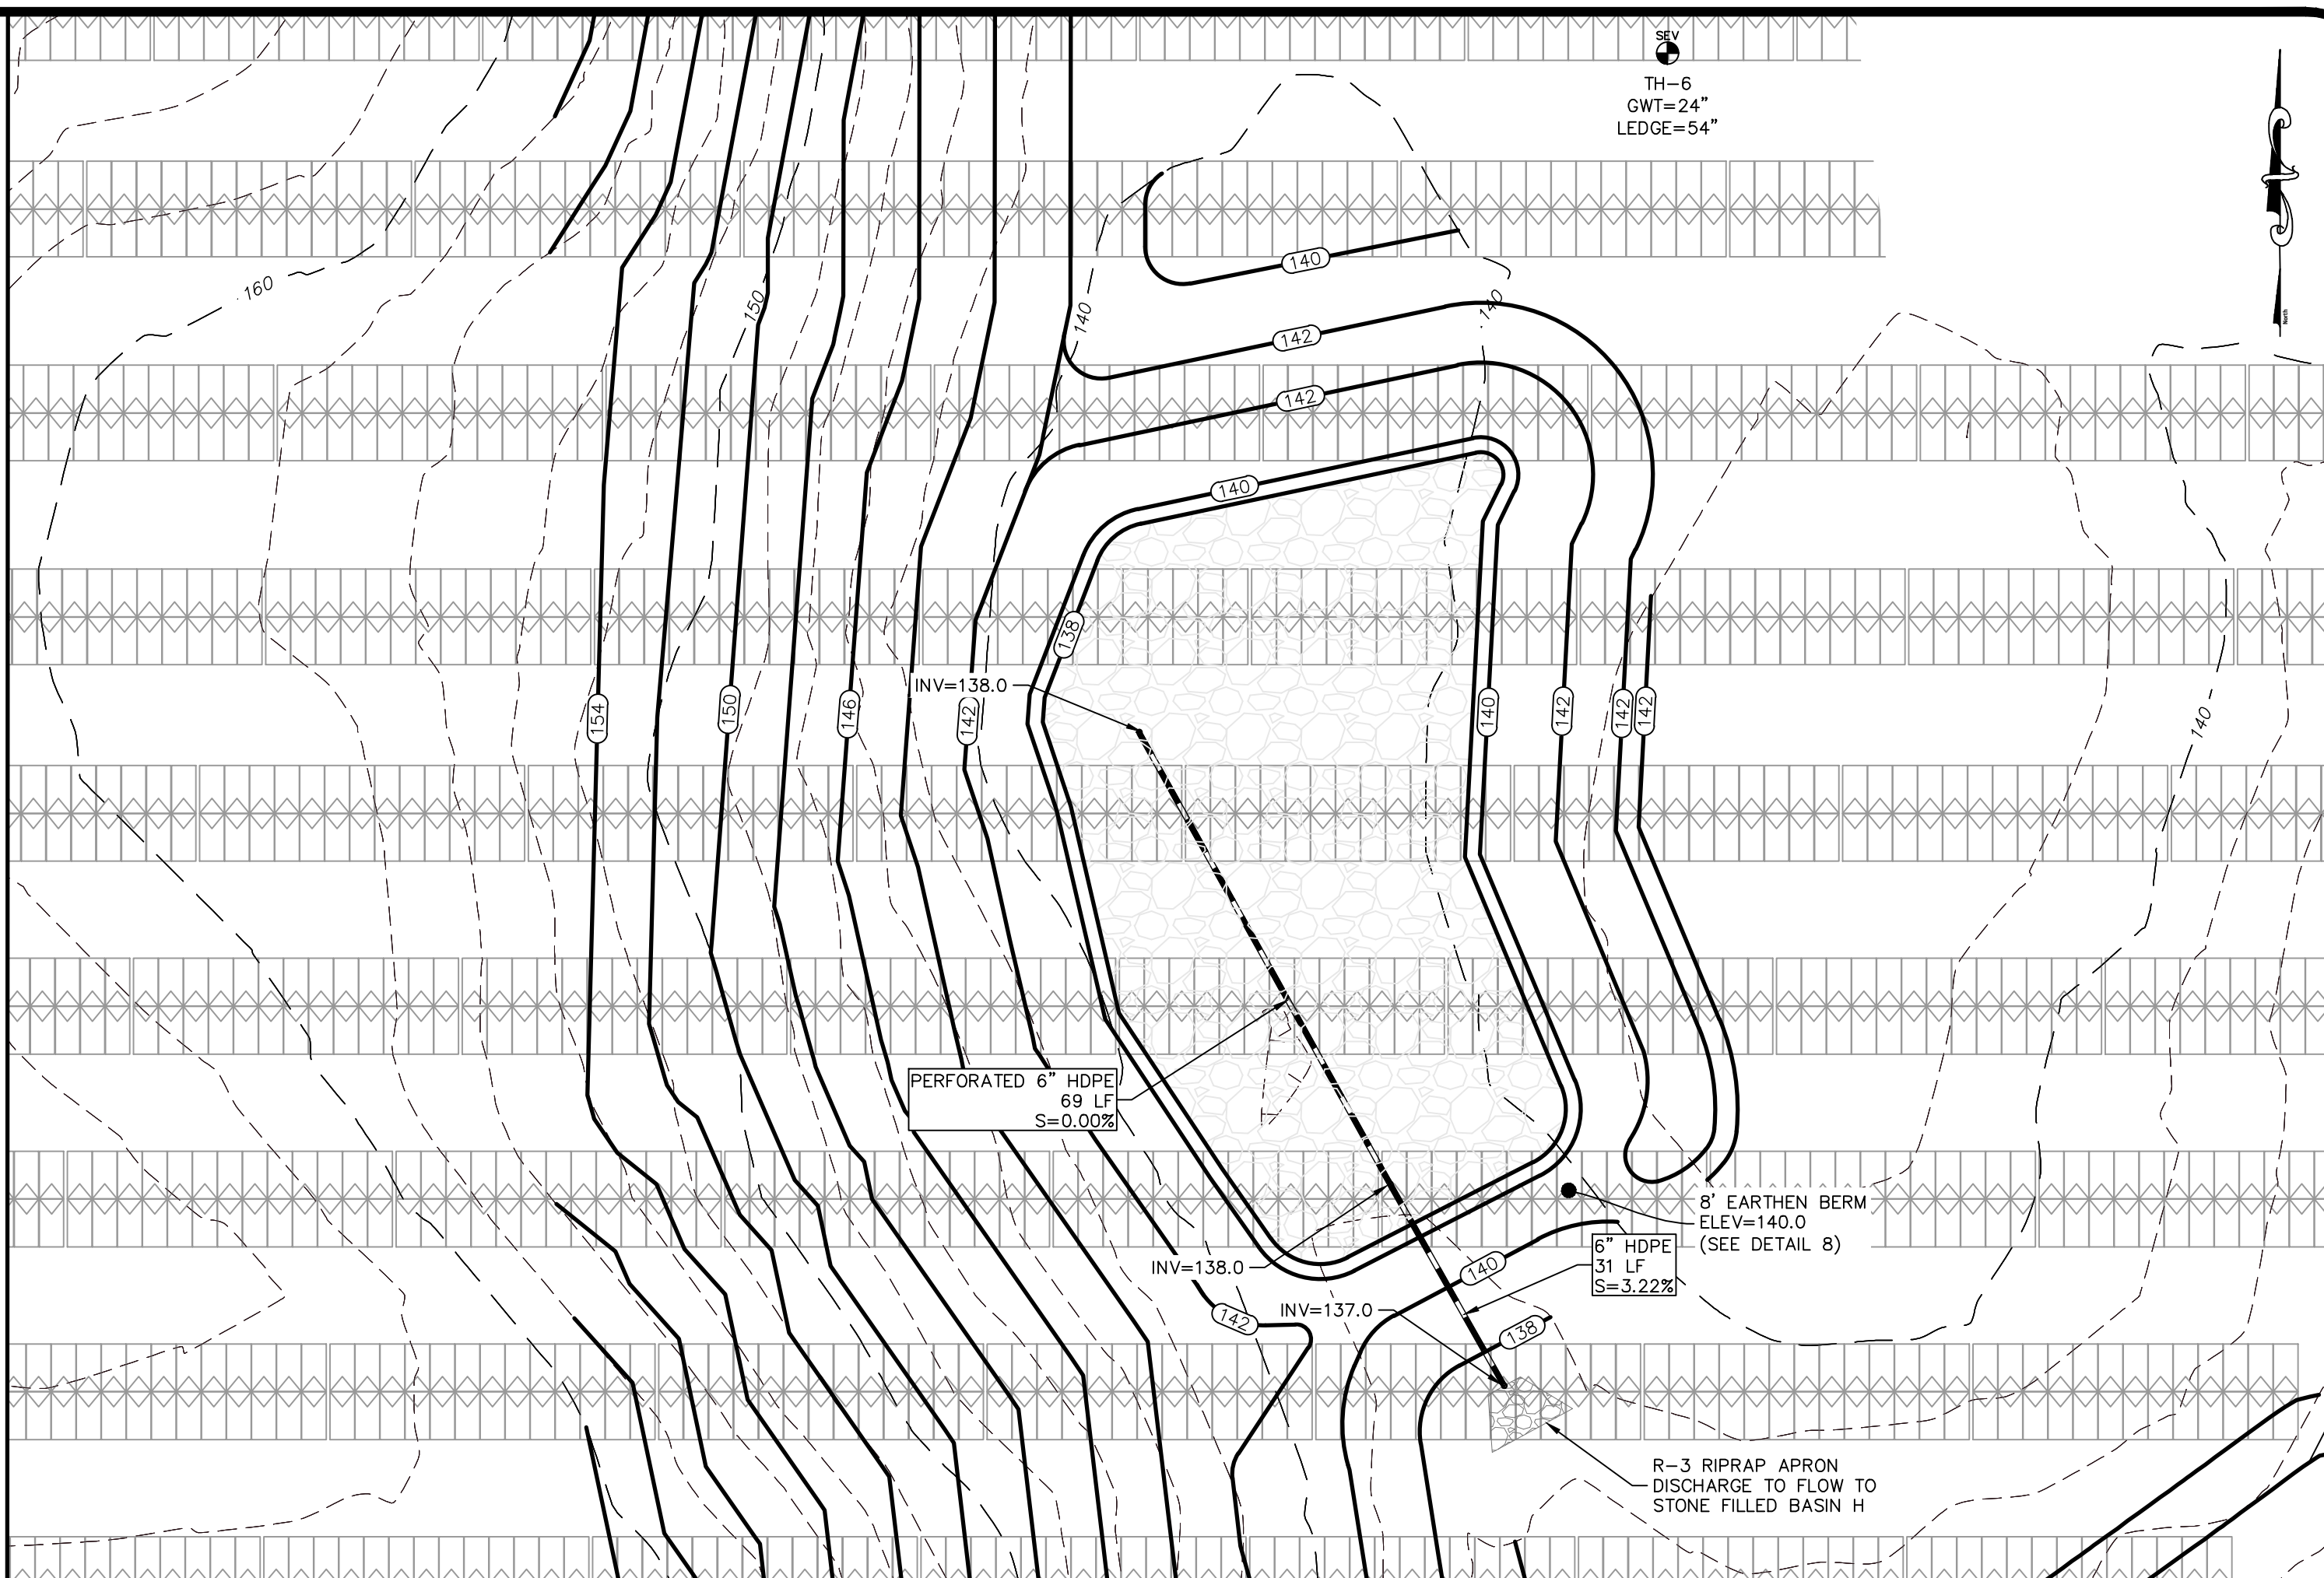 SEV
TH-6
GWT=24"
LEDGE=54"
North
160
150
140
140
140
142
142
140
138
INV=138.0
154
150
146
142
140
142
142
142
140
PERFORATED 6" HDPE
69 LF
S=0.00%
8' EARTHEN BERM
ELEV=140.0
(SEE DETAIL 8)
6" HDPE
31 LF
S=3.22%
INV=138.0
140
INV=137.0
142
138
R-3 RIPRAP APRON
DISCHARGE TO FLOW TO
STONE FILLED BASIN H